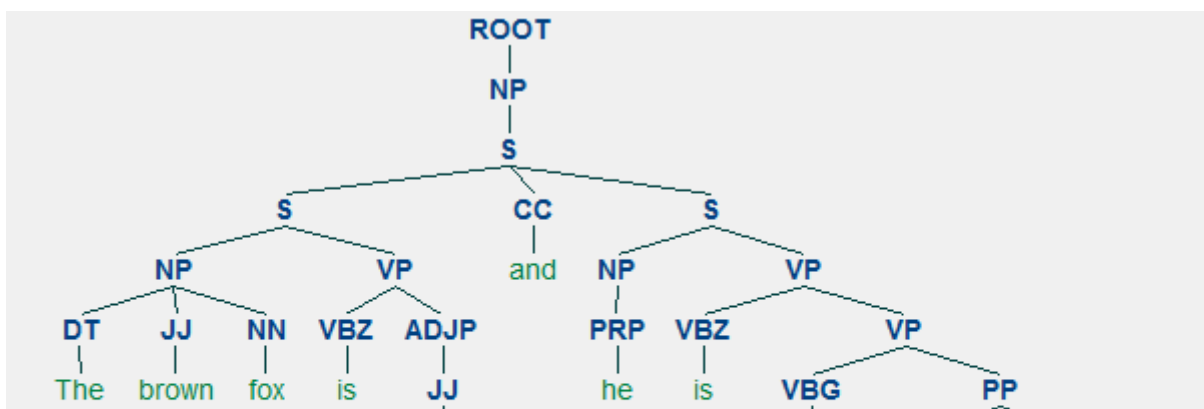 ROOT
NP
S
S CC S
NP VP and NP VP
DT JJ NN VBZ ADJP PRP VBZ VP
The brown fox is JJ he is VBG PP